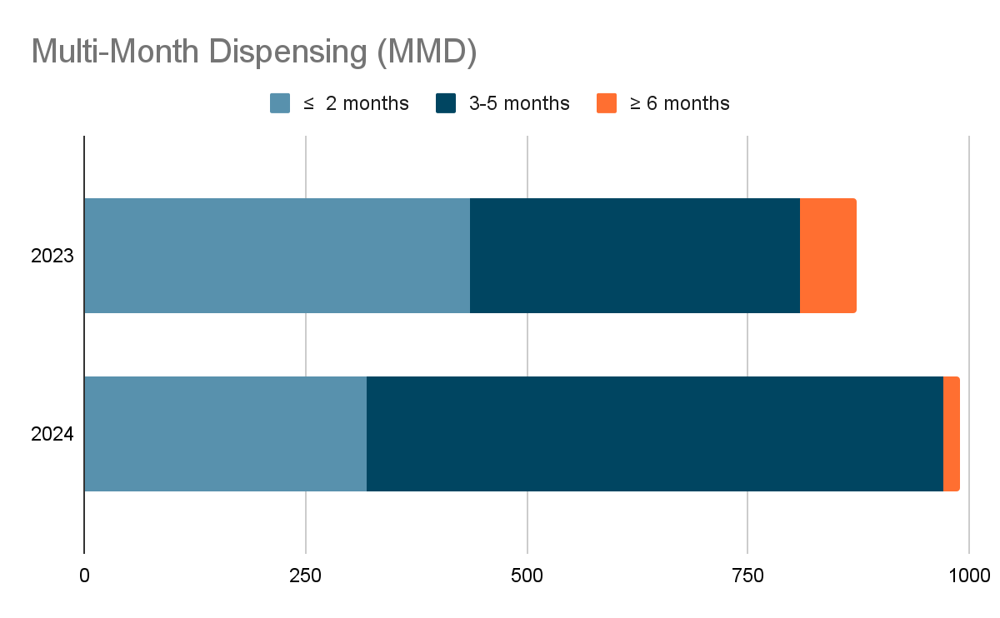 Multi-Month Dispensing (MMD)
≤  2 months 3-5 months ≥ 6 months
2023
2024
0 250 500 750 1000